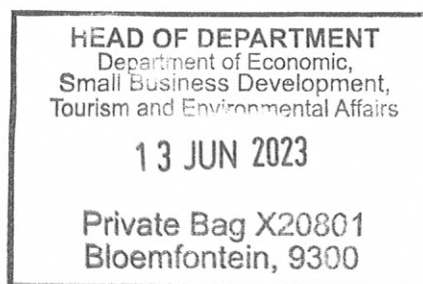 HEAD OF DEPARTMENT
Department of Economic,
Small Business Development,
Tourism and Environmental Affairs
13 JUN 2023
Private Bag X20801
Bloemfontein, 9300